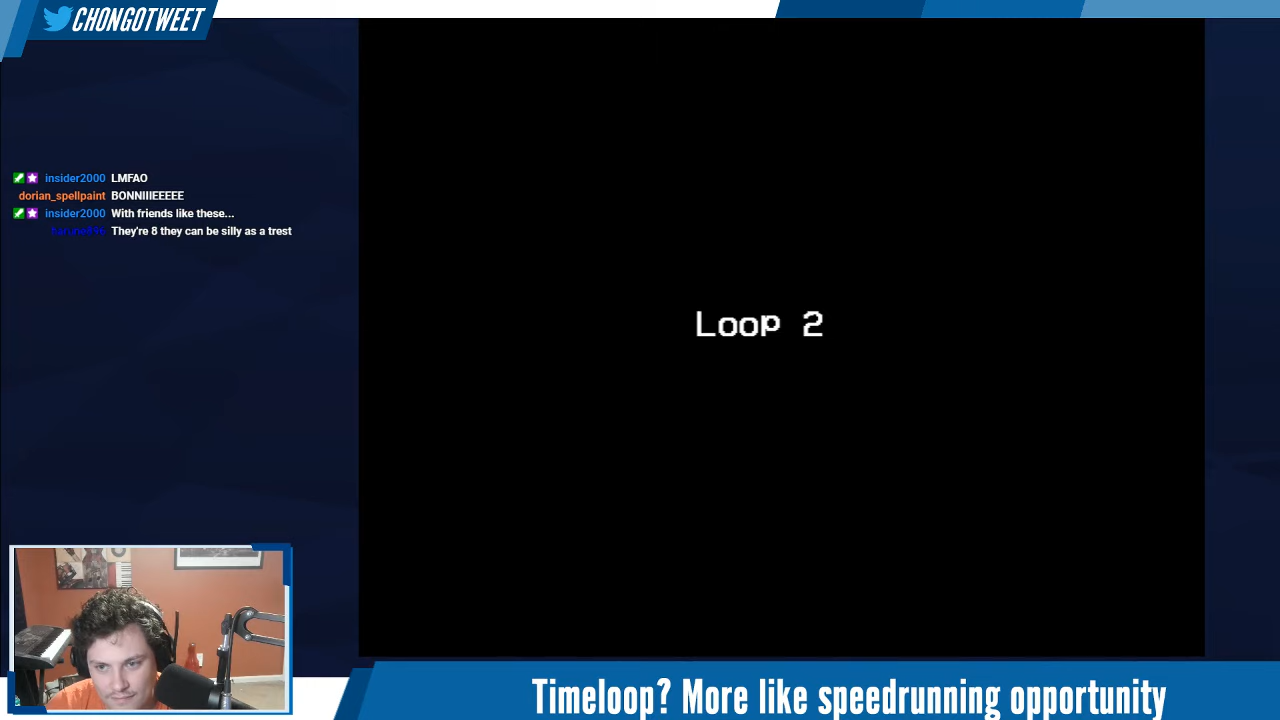 CHONGOTWEET
insider2000 LMFAO
dorian_spellpaint BONNIIIEEEEE
insider2000 With friends like these...
They're 8 they can be silly as a trest
Loop 2
Timeloop? More like speedrunning opportunity